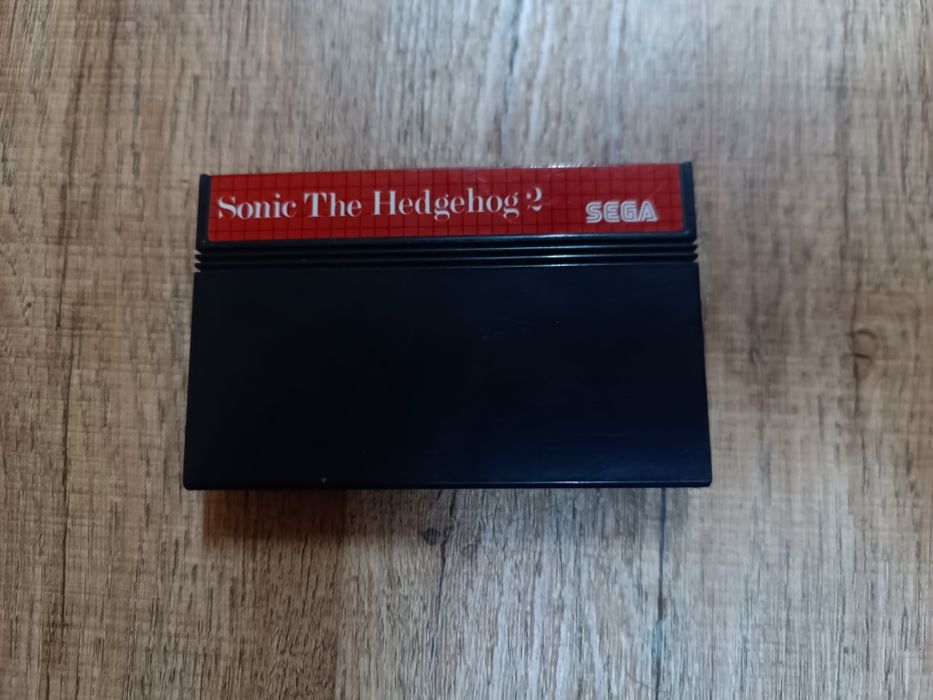 Sonic The Hedgehog 2
SEGA